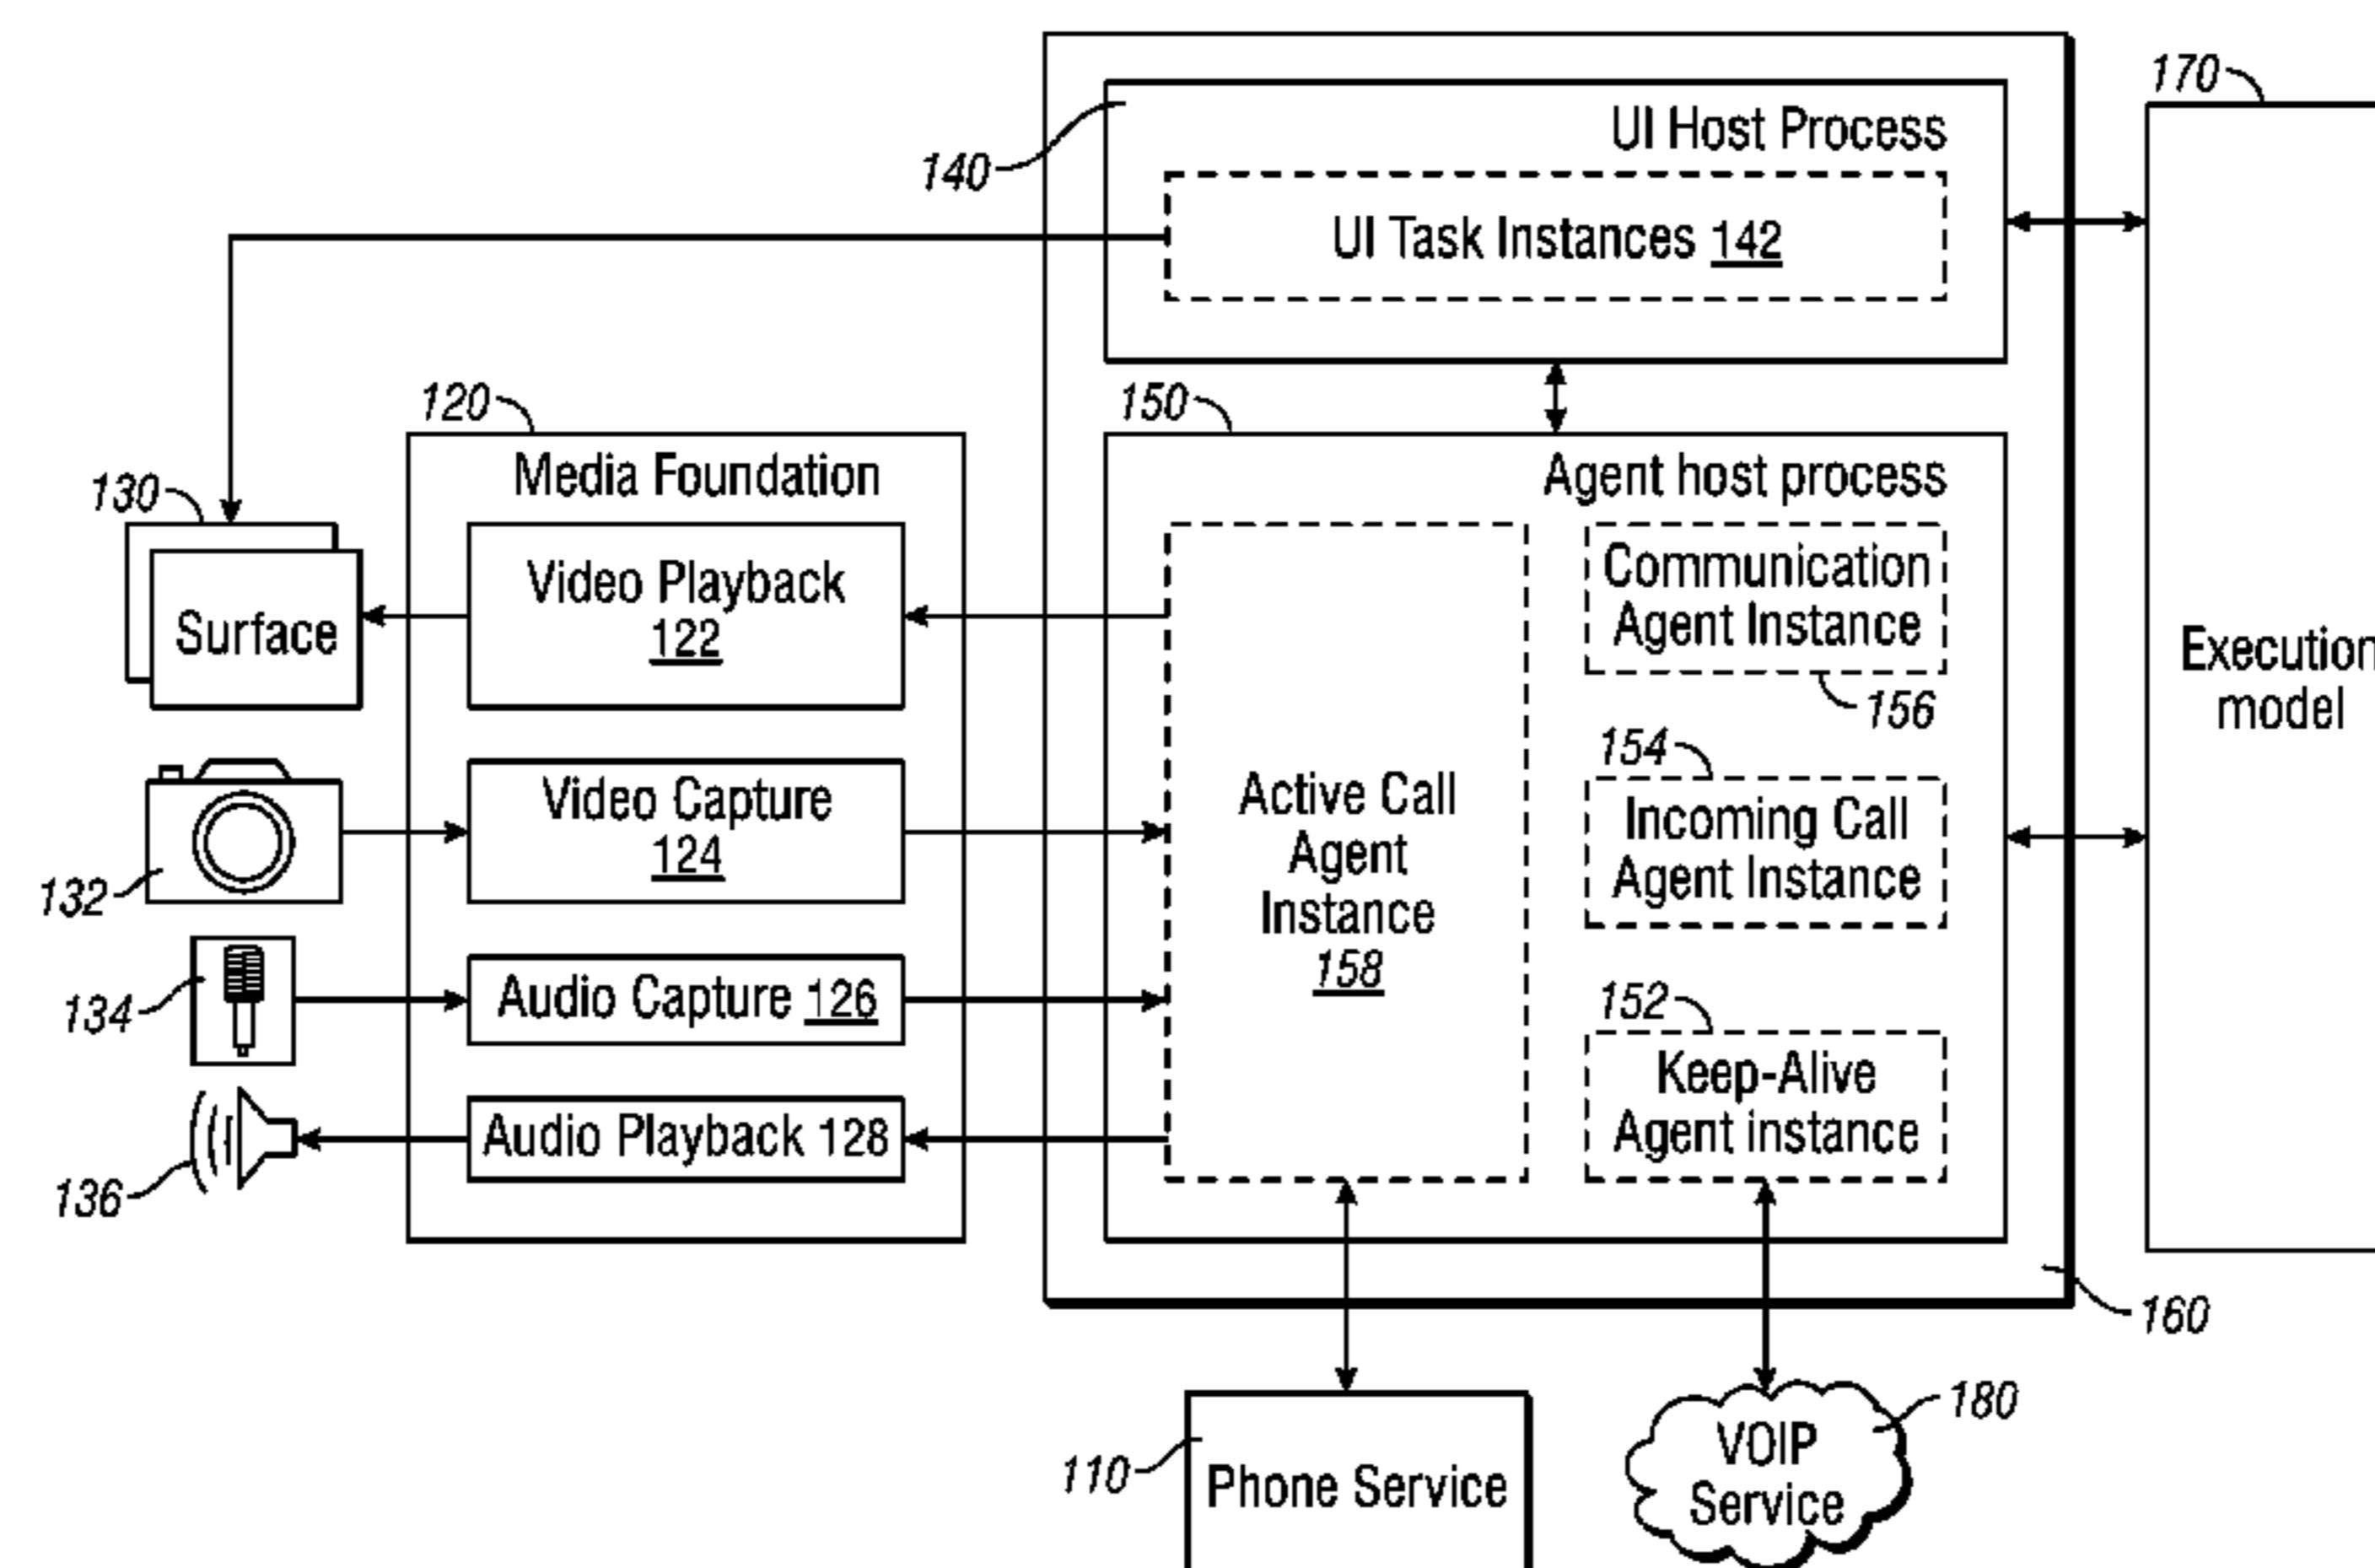 170
UI Host Process
140
UI Task Instances 142
120
150
Media Foundation
Agent host process
130
Surface
Video Playback
122
Communication
Agent Instance
156
Execution
model
154
Video Capture
124
132
Active Call
Agent
Instance
158
Incoming Call
Agent Instance
134
Audio Capture 126
152
Keep-Alive
Agent instance
Audio Playback 128
136
160
110
Phone Service
VOIP
Service
180